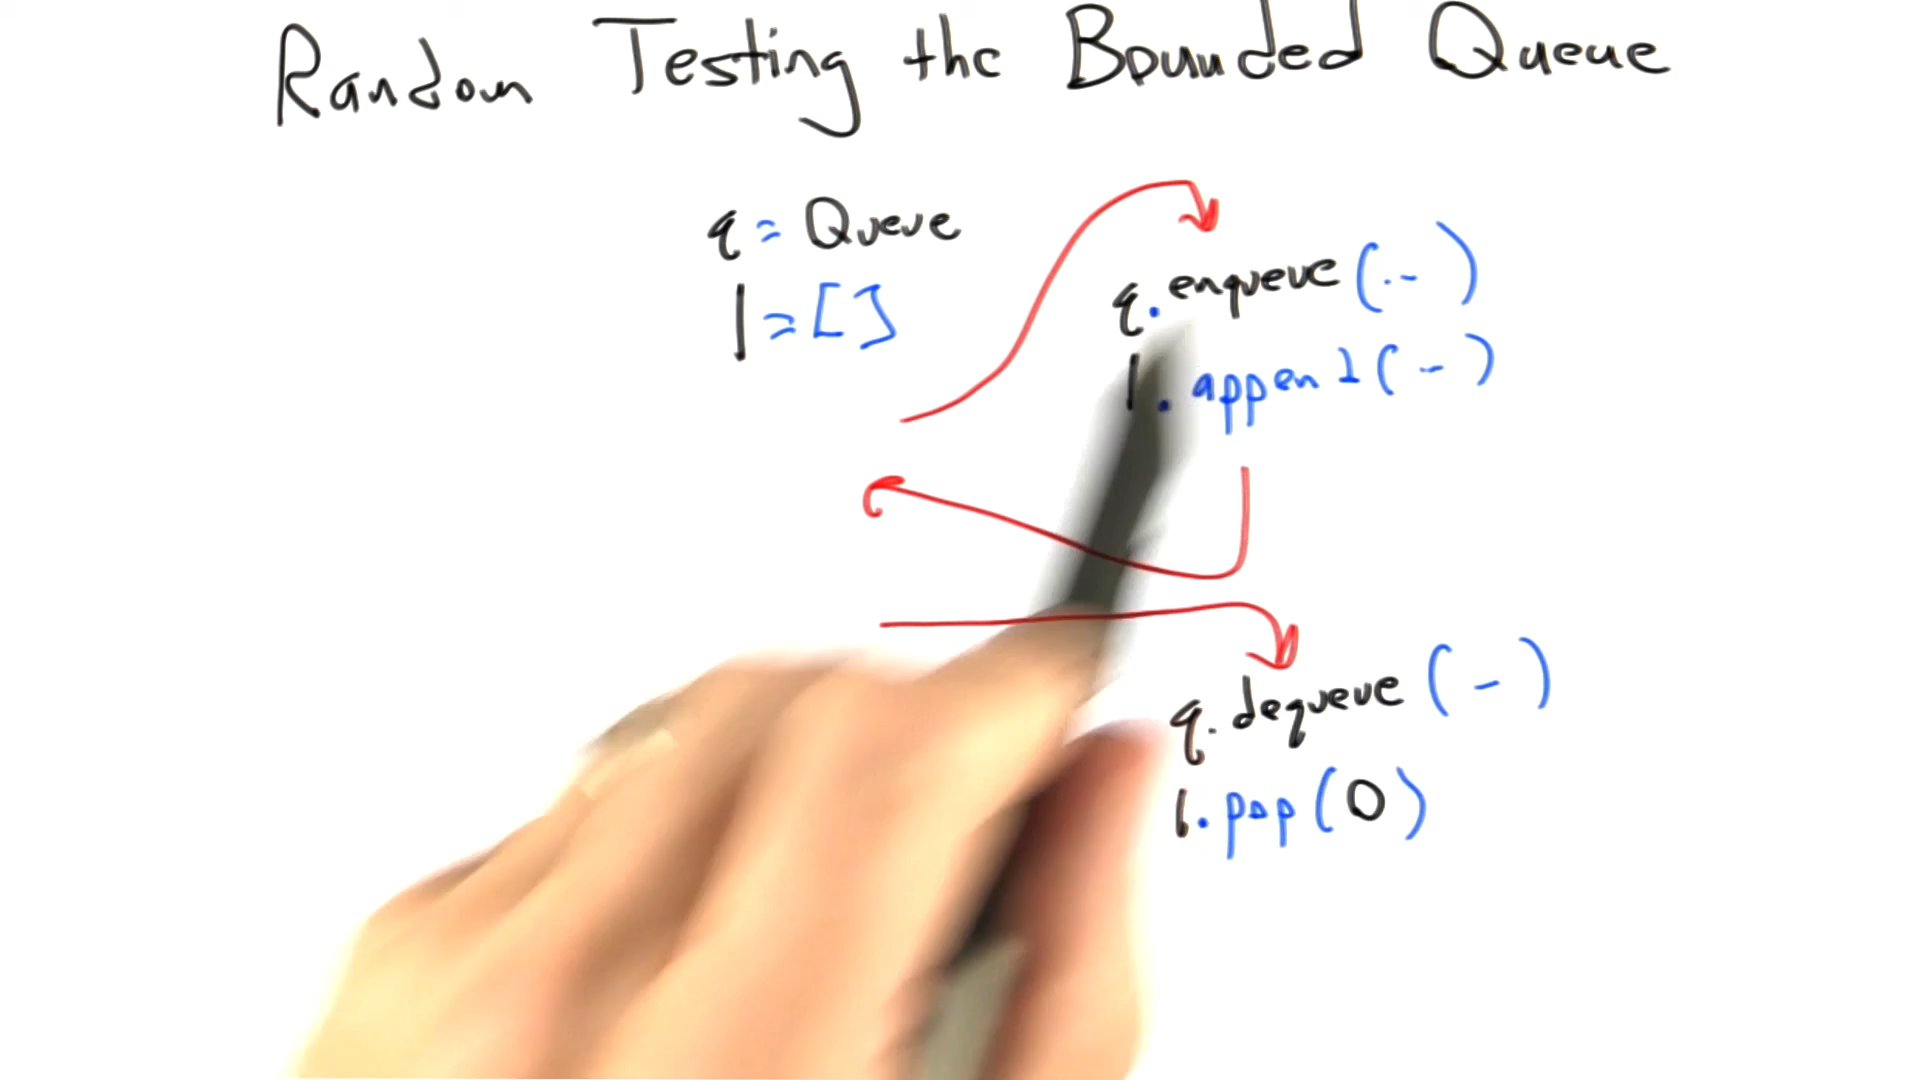 Random Testing the Bounded Queue
q = Queue
l = []
q.enqueue(..-)
l.append(--)
q.dequeue(-)
l.pop(0)